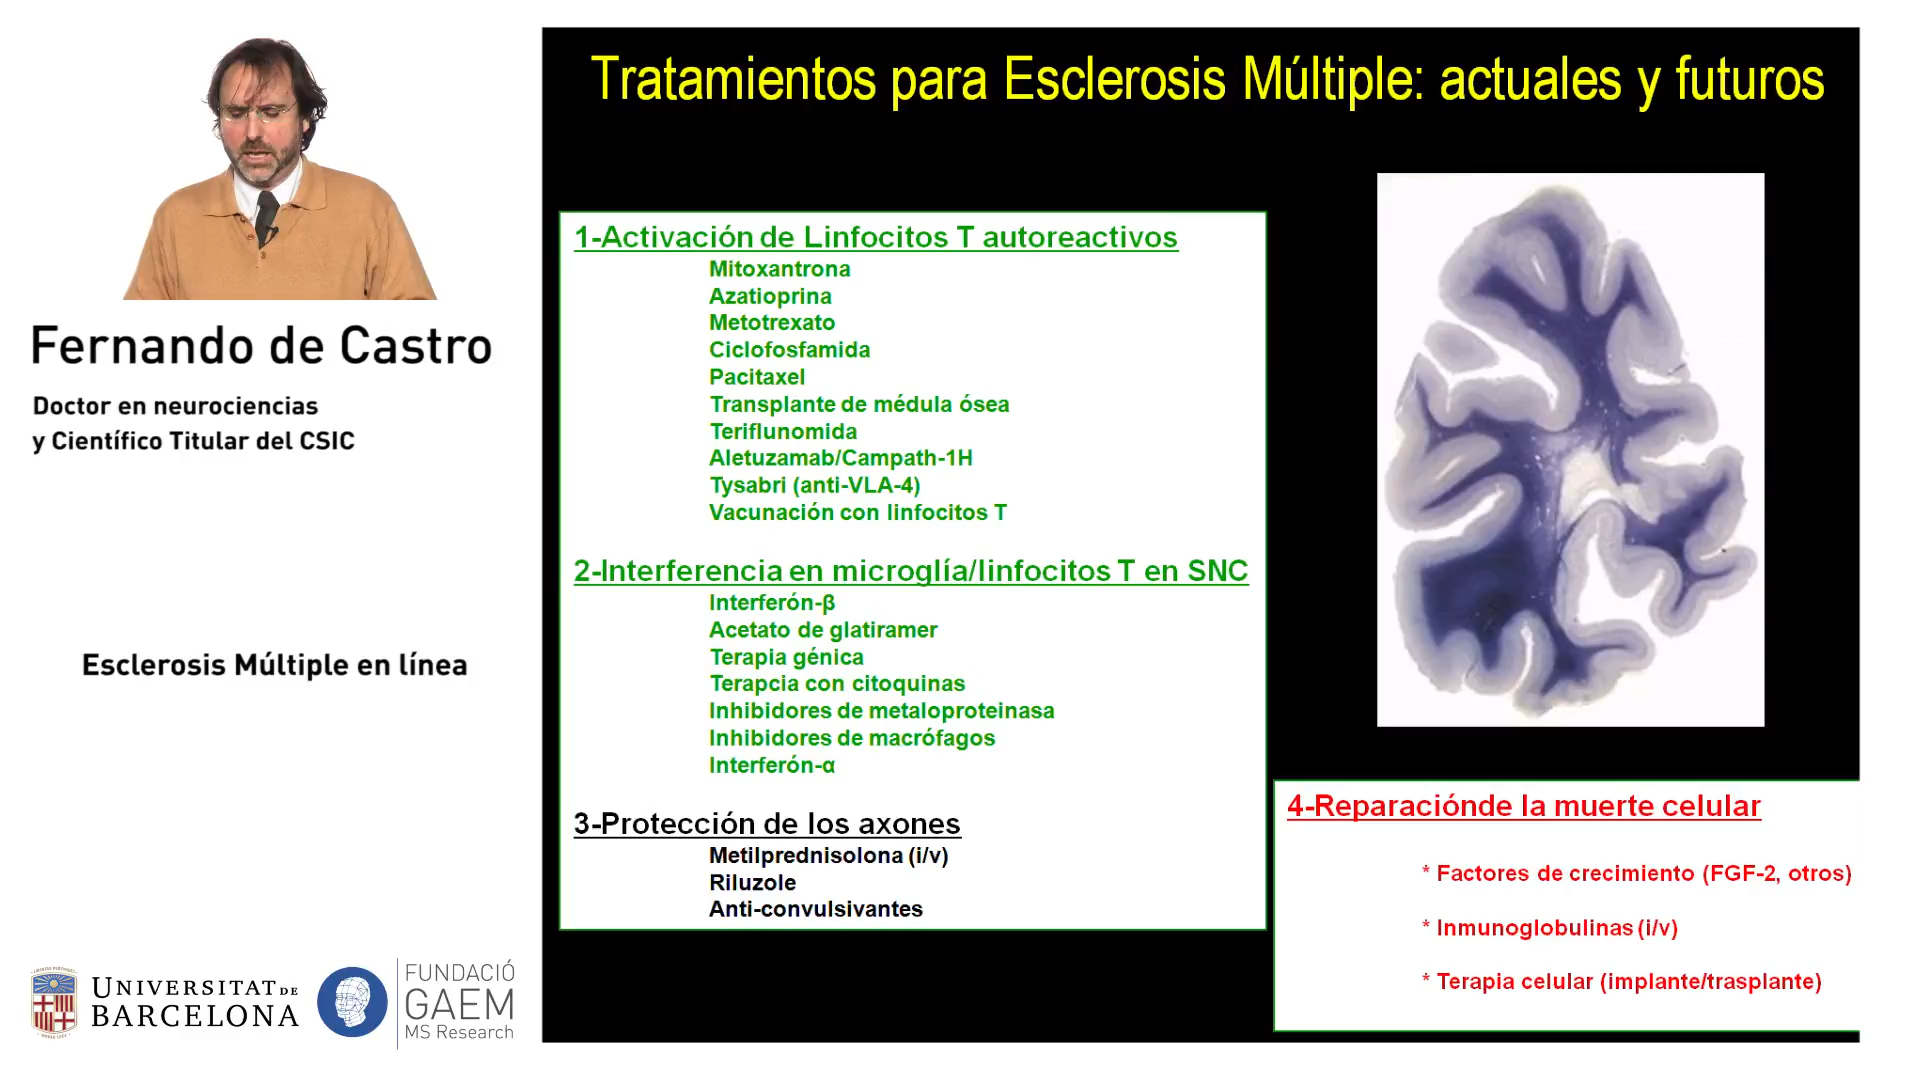 Tratamientos para Esclerosis Múltiple: actuales y futuros
1-Activación de Linfocitos T autoreactivos
Mitoxantrona
Azatioprina
Metotrexato
Ciclofosfamida
Pacitaxel
Transplante de médula ósea
Teriflunomida
Aletuzamab/Campath-1H
Tysabri (anti-VLA-4)
Vacunación con linfocitos T
2-Interferencia en microglía/linfocitos T en SNC
Interferón-β
Acetato de glatiramer
Terapia génica
Terapcia con citoquinas
Inhibidores de metaloproteinasa
Inhibidores de macrófagos
Interferón-α
3-Protección de los axones
Metilprednisolona (i/v)
Riluzole
Anti-convulsivantes
4-Reparaciónde la muerte celular
* Factores de crecimiento (FGF-2, otros)
* Inmunoglobulinas (i/v)
* Terapia celular (implante/trasplante)
Fernando de Castro
Doctor en neurociencias
y Científico Titular del CSIC
Esclerosis Múltiple en línea
UNIVERSITAT DE
BARCELONA
FUNDACIÓ
GAEM
MS Research